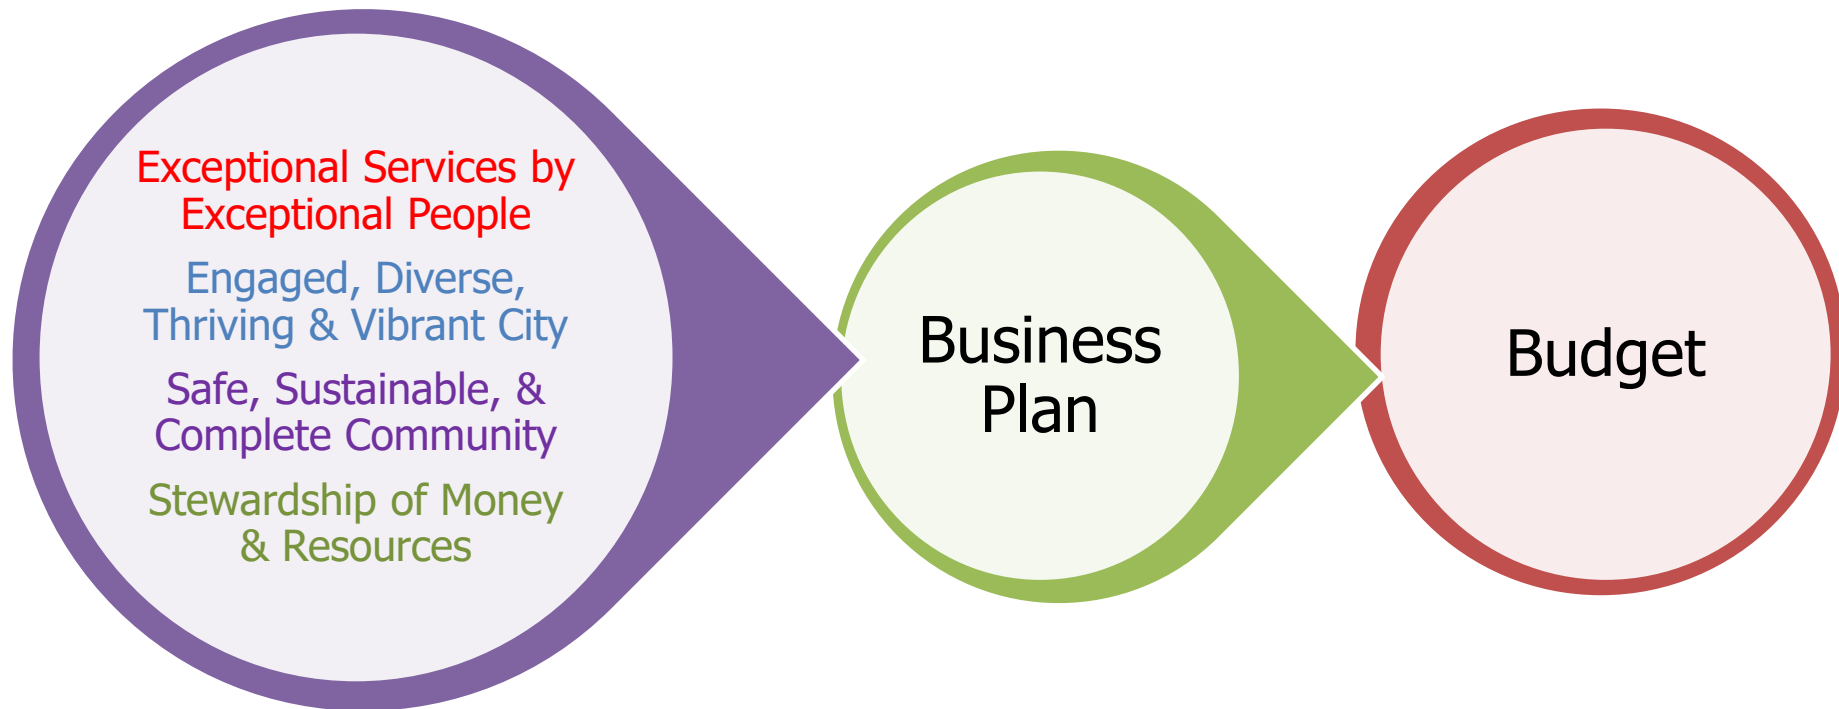 Exceptional Services by
Exceptional People
Engaged, Diverse,
Thriving & Vibrant City
Safe, Sustainable, &
Complete Community
Stewardship of Money
& Resources
Business
Plan
Budget